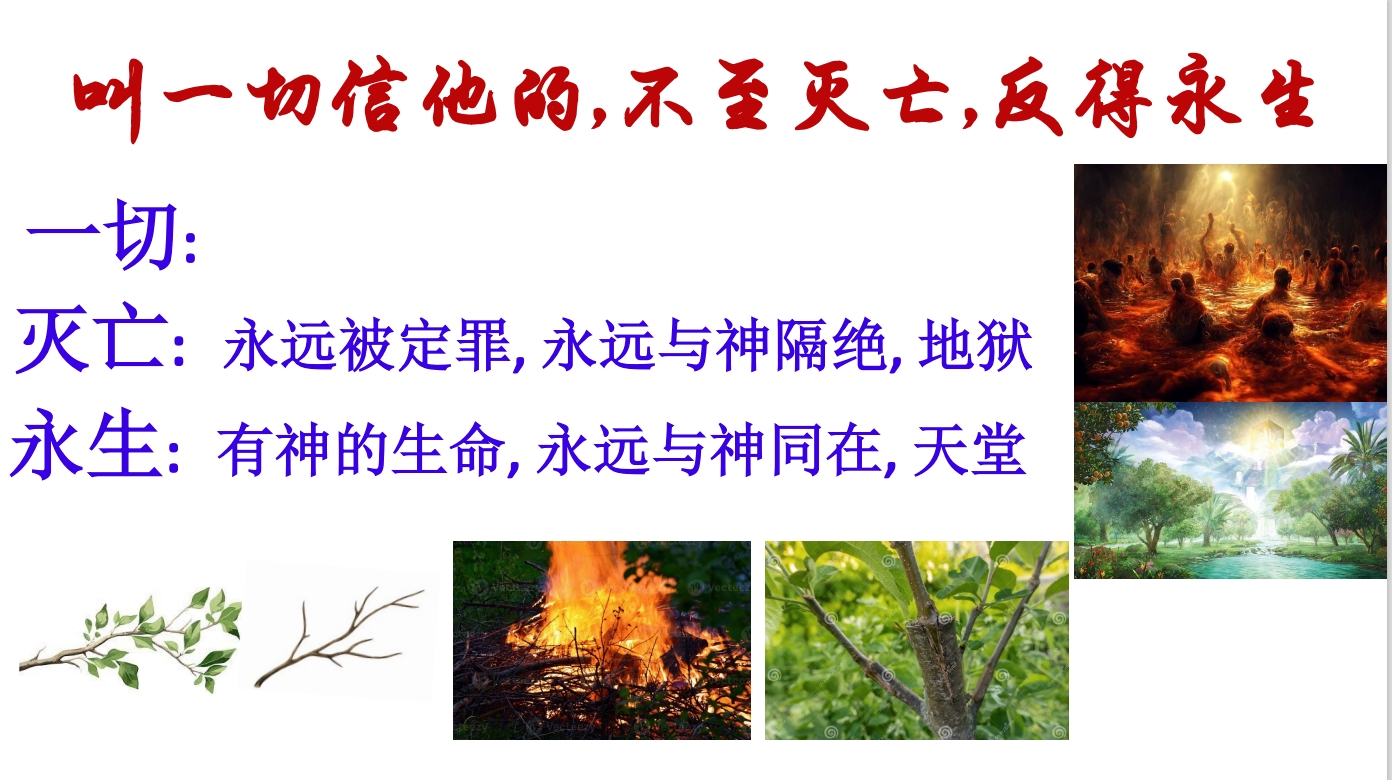 叫一切信他的,不至灭亡,反得永生
一切:
灭亡: 永远被定罪, 永远与神隔绝, 地狱
永生: 有神的生命, 永远与神同在, 天堂